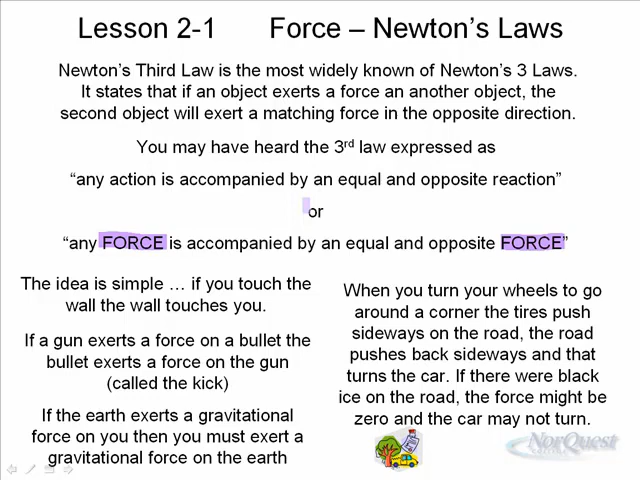 Lesson 2-1 Force – Newton's Laws
Newton's Third Law is the most widely known of Newton's 3 Laws.
It states that if an object exerts a force an another object, the
second object will exert a matching force in the opposite direction.
You may have heard the 3rd law expressed as
“any action is accompanied by an equal and opposite reaction”
or
“any FORCE is accompanied by an equal and opposite FORCE”
The idea is simple … if you touch the
wall the wall touches you.
If a gun exerts a force on a bullet the
bullet exerts a force on the gun
(called the kick)
If the earth exerts a gravitational
force on you then you must exert a
gravitational force on the earth
When you turn your wheels to go
around a corner the tires push
sideways on the road, the road
pushes back sideways and that
turns the car. If there were black
ice on the road, the force might be
zero and the car may not turn.
NorQuest